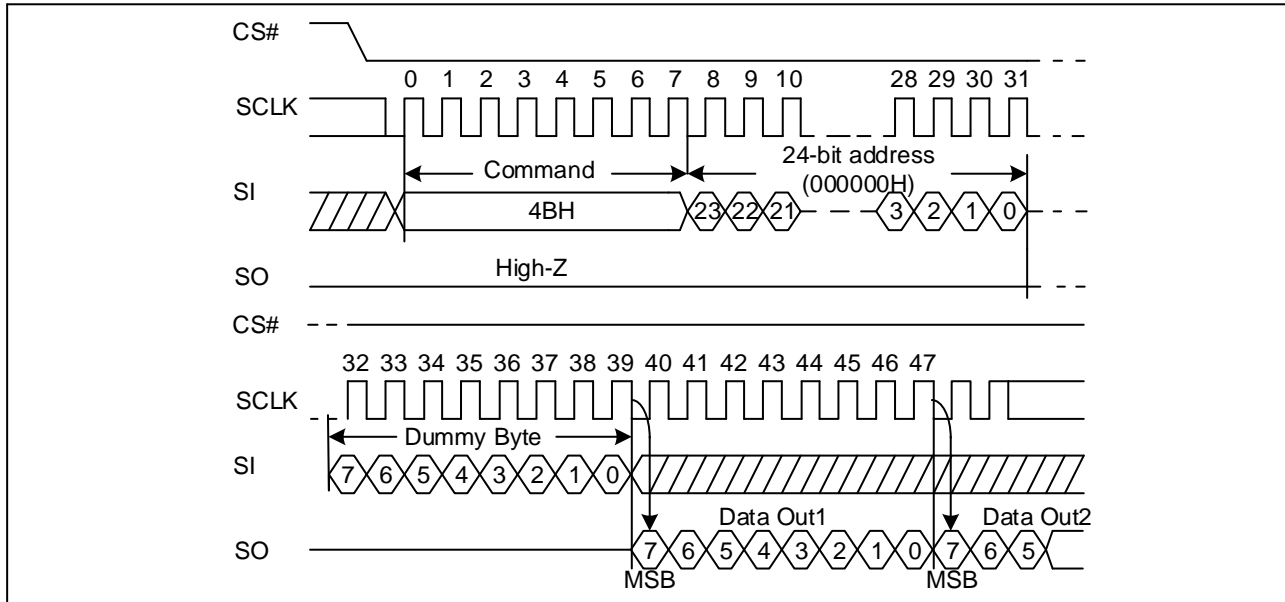 CS#
0 1 2 3 4 5 6 7 8 9 10 28 29 30 31
SCLK
Command
24-bit address
(000000H)
SI
4BH
23 22 21 3 2 1 0
SO
High-Z
CS#
32 33 34 35 36 37 38 39 40 41 42 43 44 45 46 47
SCLK
Dummy Byte
SI
7 6 5 4 3 2 1 0
Data Out1 Data Out2
SO
7 6 5 4 3 2 1 0 7 6 5
MSB MSB